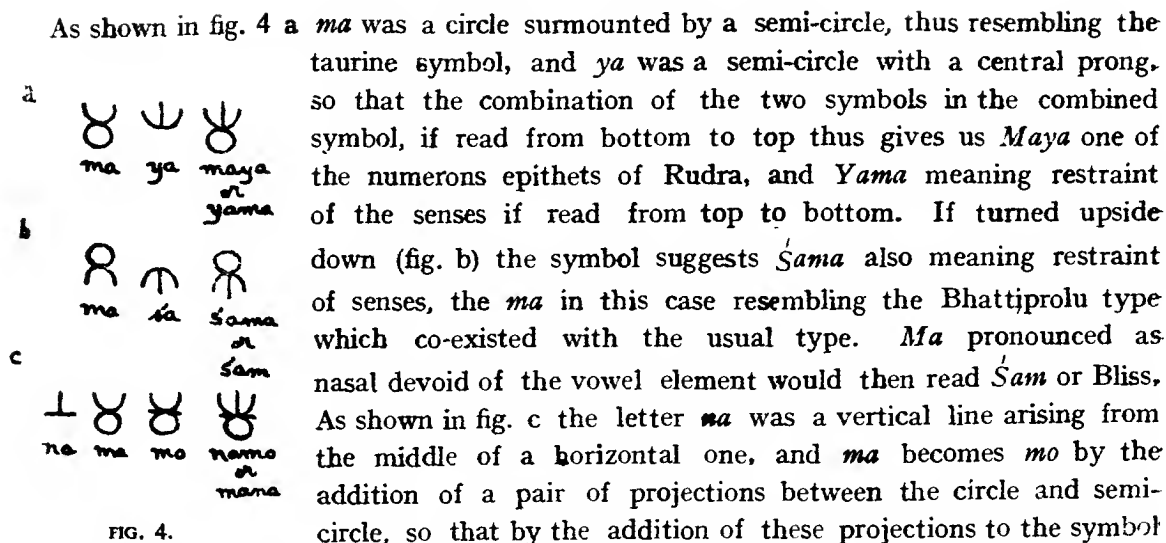 As shown in fig. 4 a ma was a circle surmounted by a semi-circle, thus resembling the
taurine symbol, and ya was a semi-circle with a central prong,
so that the combination of the two symbols in the combined
symbol, if read from bottom to top thus gives us Maya one of
the numerons epithets of Rudra, and Yama meaning restraint
of the senses if read from top to bottom. If turned upside
down (fig. b) the symbol suggests Śama also meaning restraint
of senses, the ma in this case resembling the Bhattiprolu type
which co-existed with the usual type. Ma pronounced as
nasal devoid of the vowel element would then read Śam or Bliss,
As shown in fig. c the letter na was a vertical line arising from
the middle of a horizontal one, and ma becomes mo by the
addition of a pair of projections between the circle and semi-
circle, so that by the addition of these projections to the symbol
a
ma ya maya
or
yama
b
ma śa śama
or
śam
c
na ma mo namo
or
mana
FIG. 4.